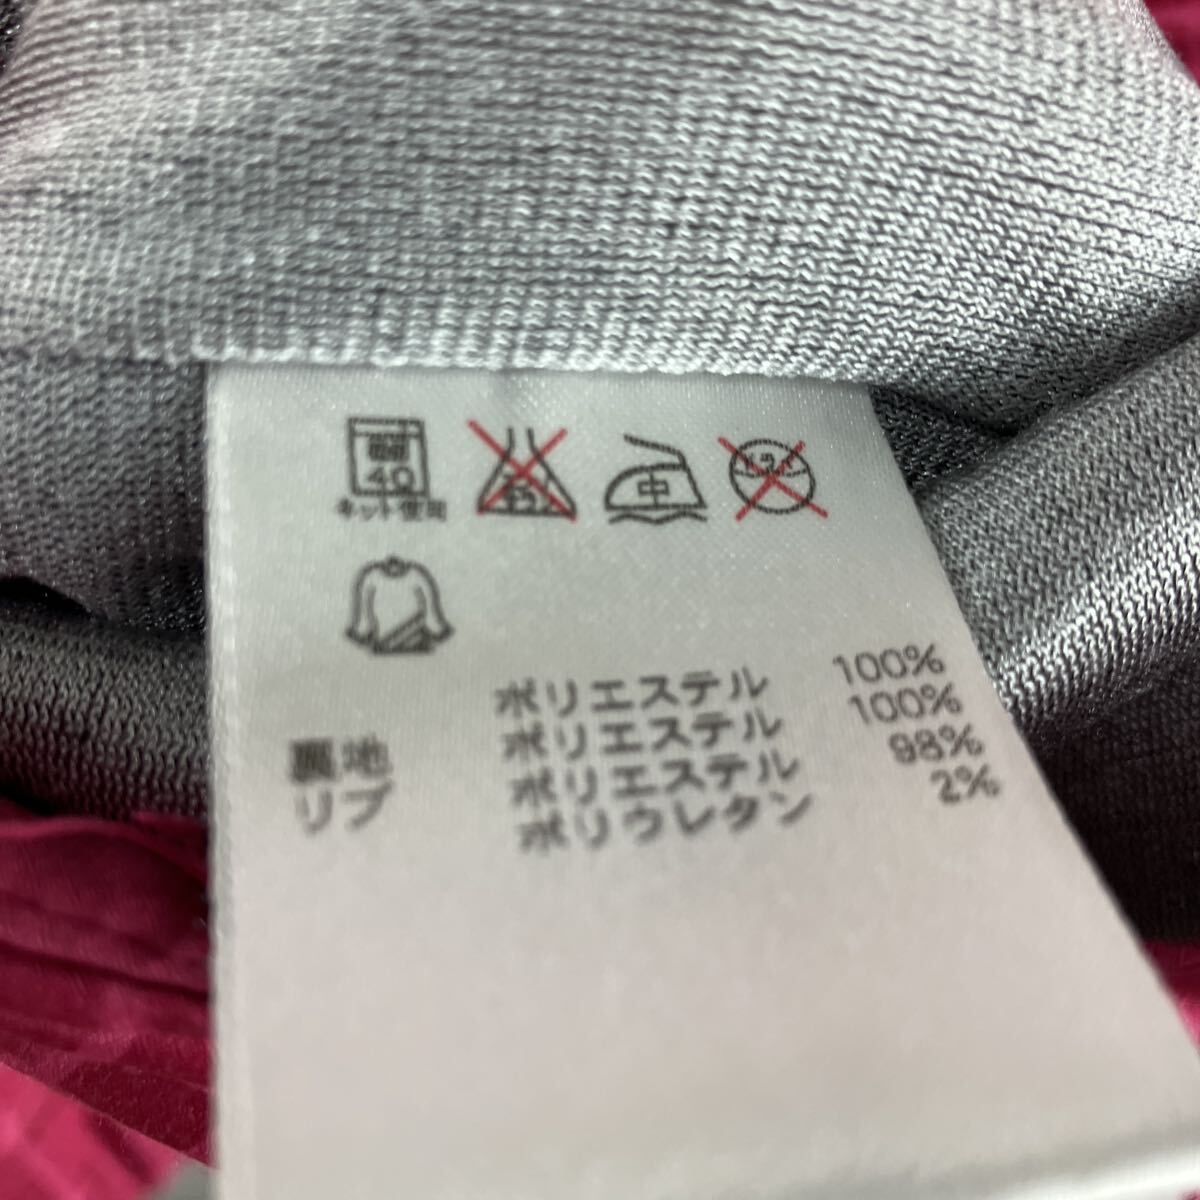 40
ネット使用
中
ポリエステル 100%
裏地 ポリエステル 100%
リブ ポリエステル 98%
ポリウレタン 2%